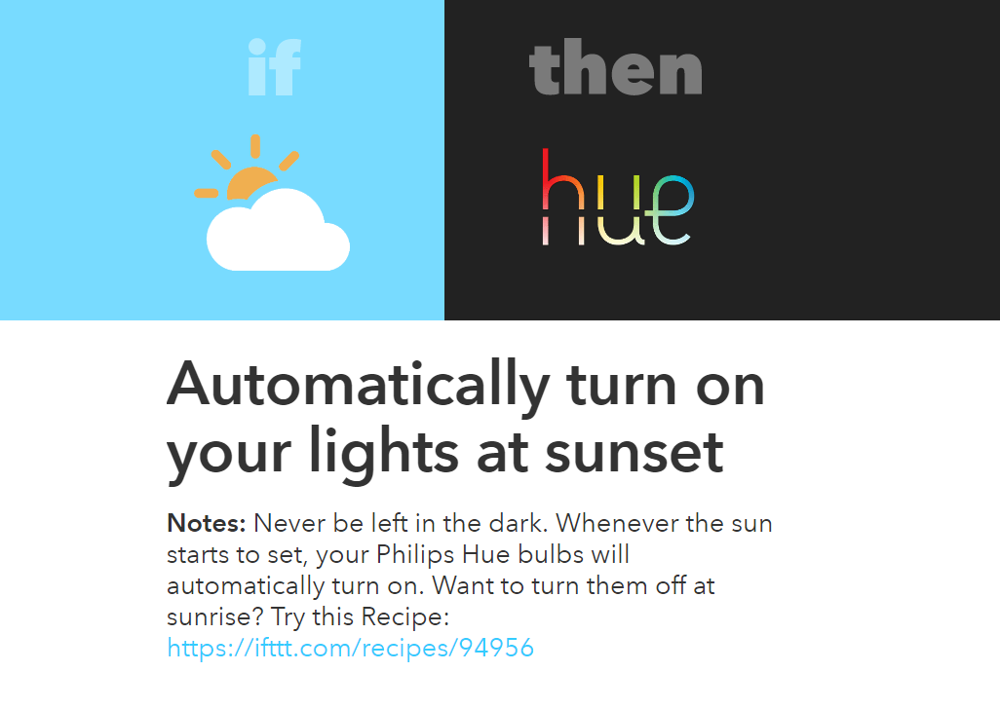 if then
hue
Automatically turn on
your lights at sunset
Notes: Never be left in the dark. Whenever the sun
starts to set, your Philips Hue bulbs will
automatically turn on. Want to turn them off at
sunrise? Try this Recipe:
https://ifttt.com/recipes/94956